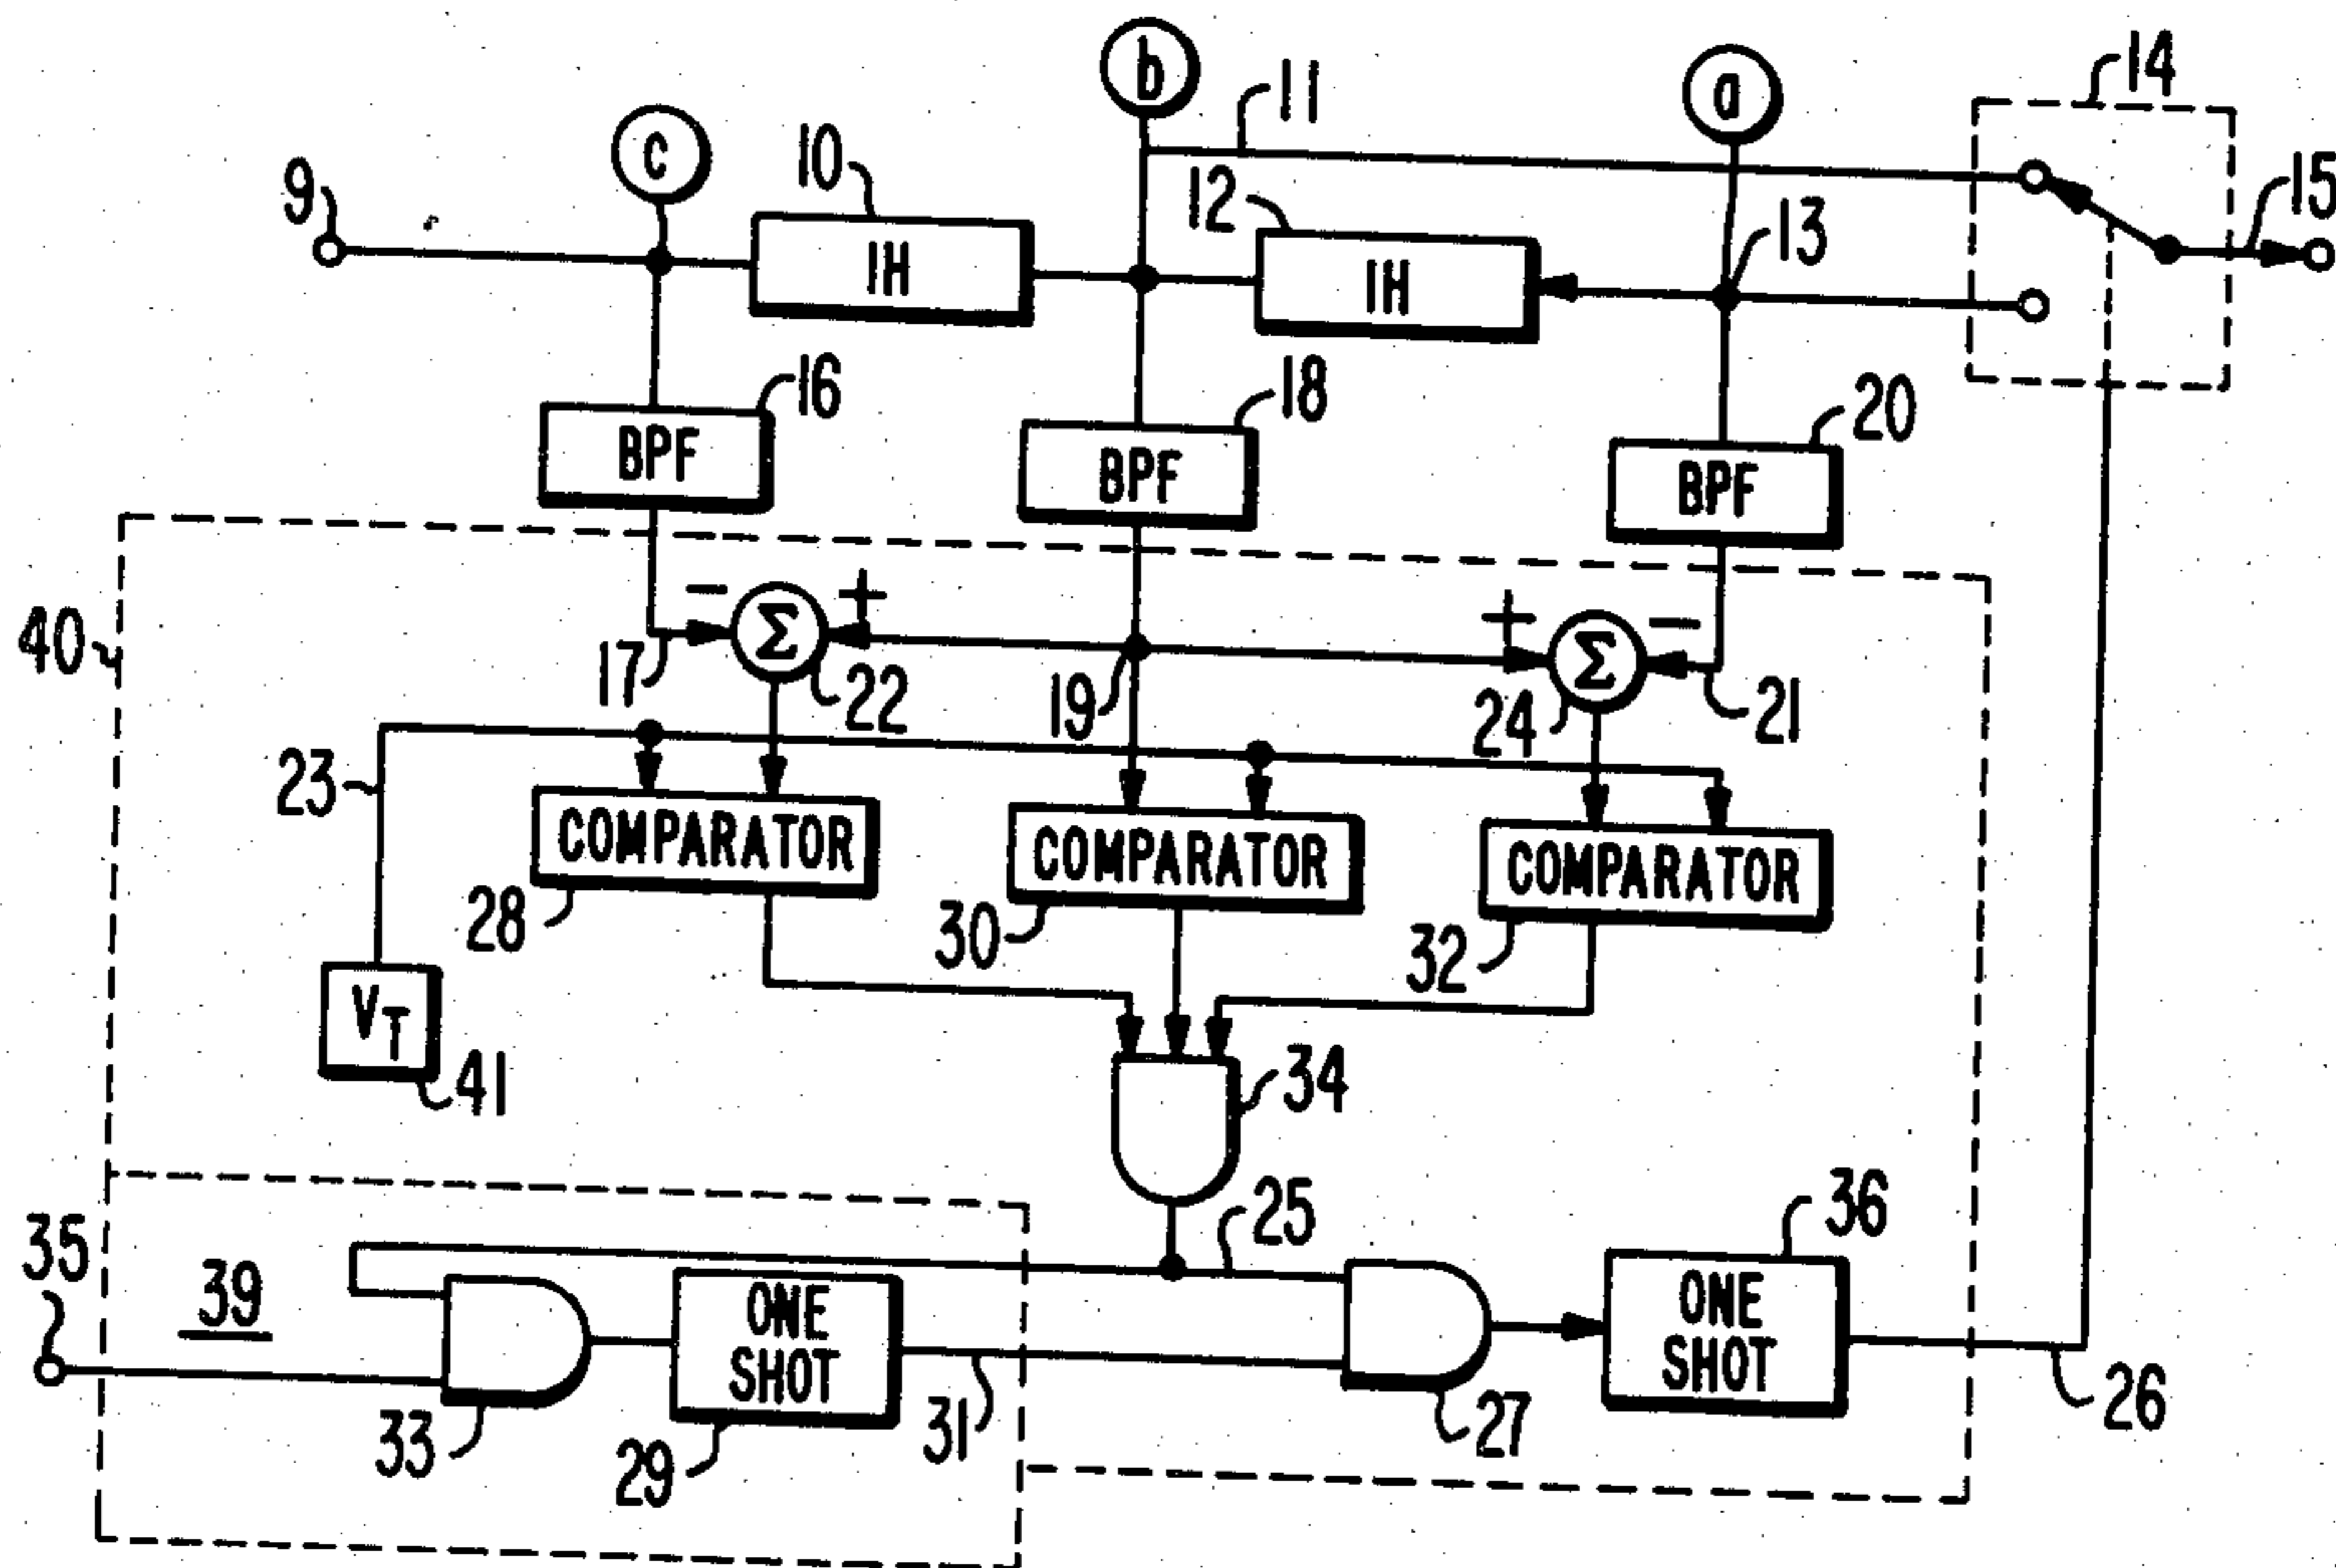 b
a
c
11
14
10
9
12
13
15
1H
1H
16
18
20
BPF
BPF
BPF
40
−
Σ
+
+
Σ
−
17
22
19
24
21
23
COMPARATOR
COMPARATOR
COMPARATOR
28
30
32
VT
41
34
35
39
25
36
ONE
SHOT
ONE
SHOT
33
29
31
27
26